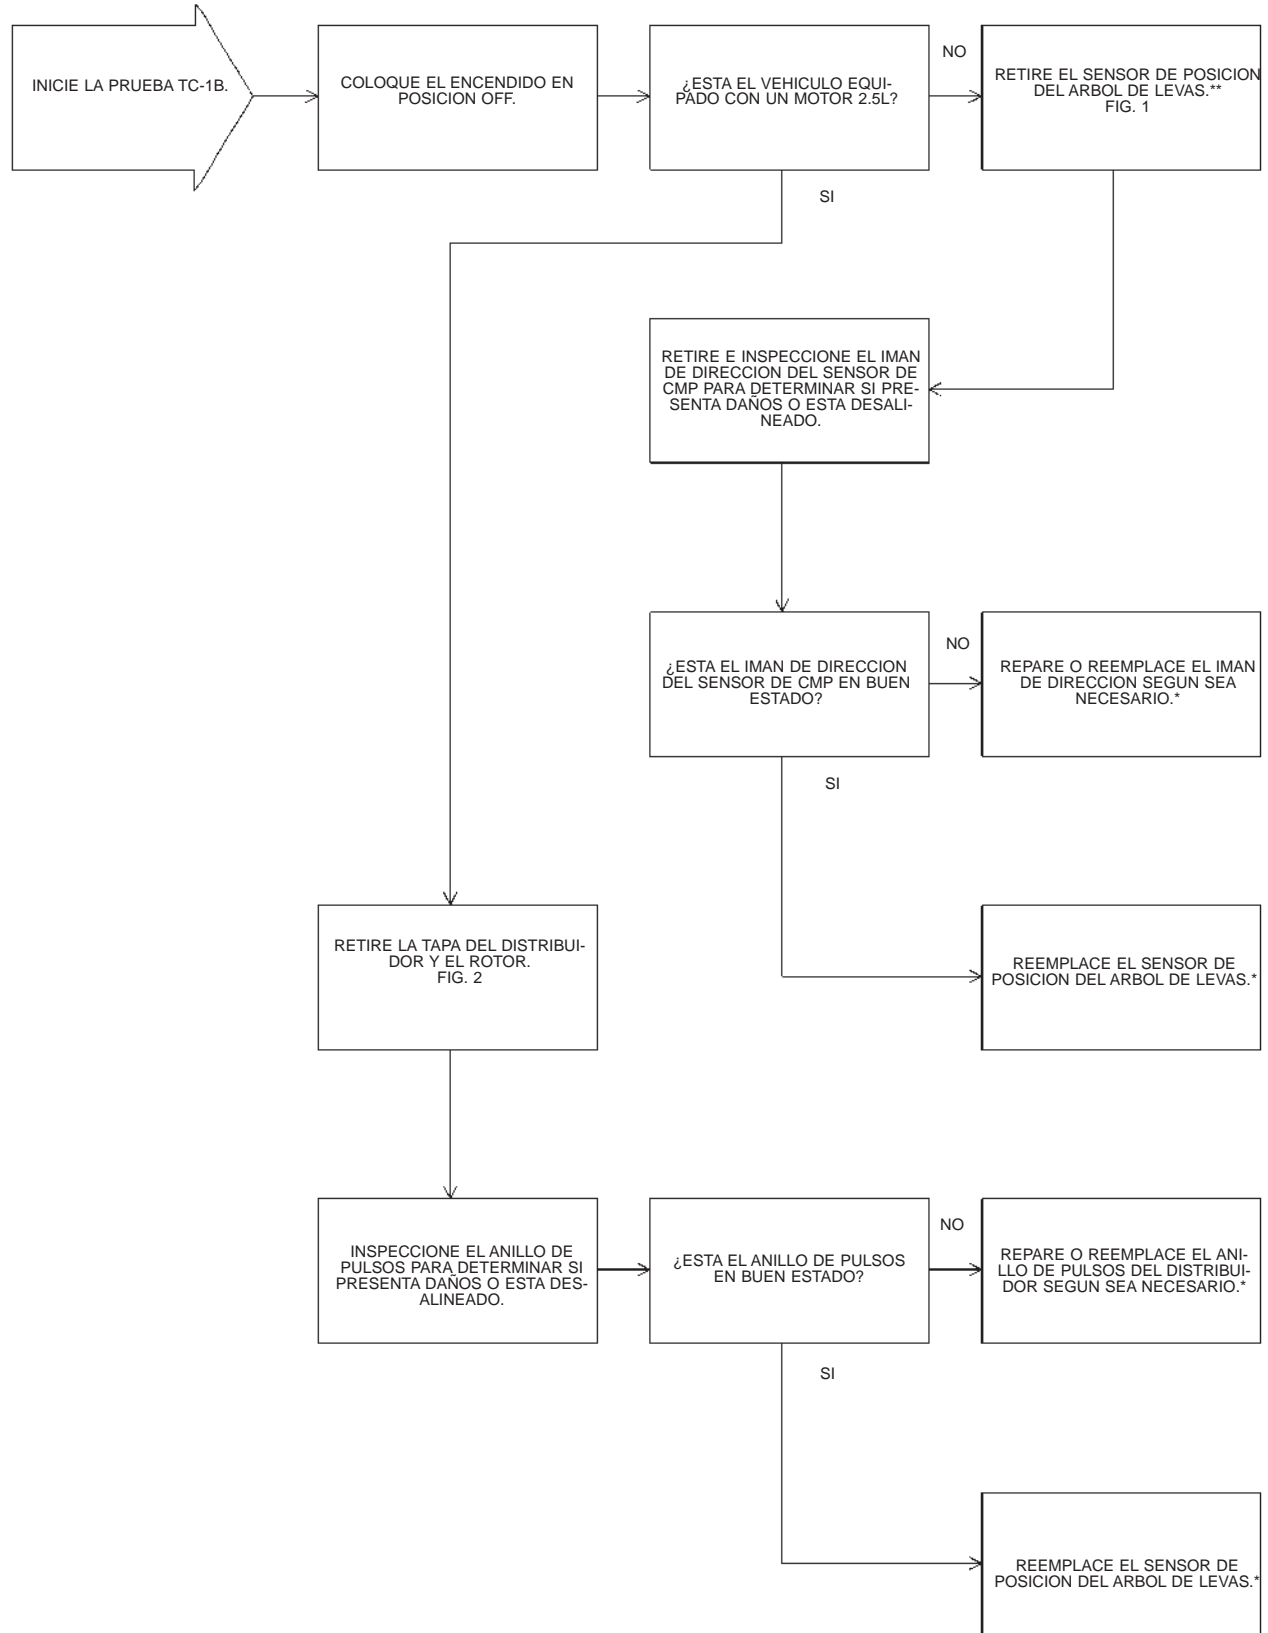 INICIE LA PRUEBA TC-1B.
COLOQUE EL ENCENDIDO EN
POSICION OFF.
¿ESTA EL VEHICULO EQUI-
PADO CON UN MOTOR 2.5L?
NO
RETIRE EL SENSOR DE POSICION
DEL ARBOL DE LEVAS.**
FIG. 1
SI
RETIRE E INSPECCIONE EL IMAN
DE DIRECCION DEL SENSOR DE
CMP PARA DETERMINAR SI PRE-
SENTA DAÑOS O ESTA DESALI-
NEADO.
¿ESTA EL IMAN DE DIRECCION
DEL SENSOR DE CMP EN BUEN
ESTADO?
NO
REPARE O REEMPLACE EL IMAN
DE DIRECCION SEGUN SEA
NECESARIO.*
SI
RETIRE LA TAPA DEL DISTRIBUI-
DOR Y EL ROTOR.
FIG. 2
REEMPLACE EL SENSOR DE
POSICION DEL ARBOL DE LEVAS.*
INSPECCIONE EL ANILLO DE
PULSOS PARA DETERMINAR SI
PRESENTA DAÑOS O ESTA DES-
ALINEADO.
¿ESTA EL ANILLO DE PULSOS
EN BUEN ESTADO?
NO
REPARE O REEMPLACE EL ANI-
LLO DE PULSOS DEL DISTRIBUI-
DOR SEGUN SEA NECESARIO.*
SI
REEMPLACE EL SENSOR DE
POSICION DEL ARBOL DE LEVAS.*